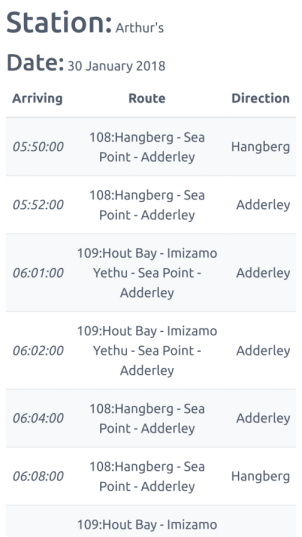 Station: Arthur's
Date: 30 January 2018
Arriving Route Direction
05:50:00 108:Hangberg - Sea Point - Adderley Hangberg
05:52:00 108:Hangberg - Sea Point - Adderley Adderley
06:01:00 109:Hout Bay - Imizamo Yethu - Sea Point - Adderley Adderley
06:02:00 109:Hout Bay - Imizamo Yethu - Sea Point - Adderley Adderley
06:04:00 108:Hangberg - Sea Point - Adderley Adderley
06:08:00 108:Hangberg - Sea Point - Adderley Hangberg
109:Hout Bay - Imizamo